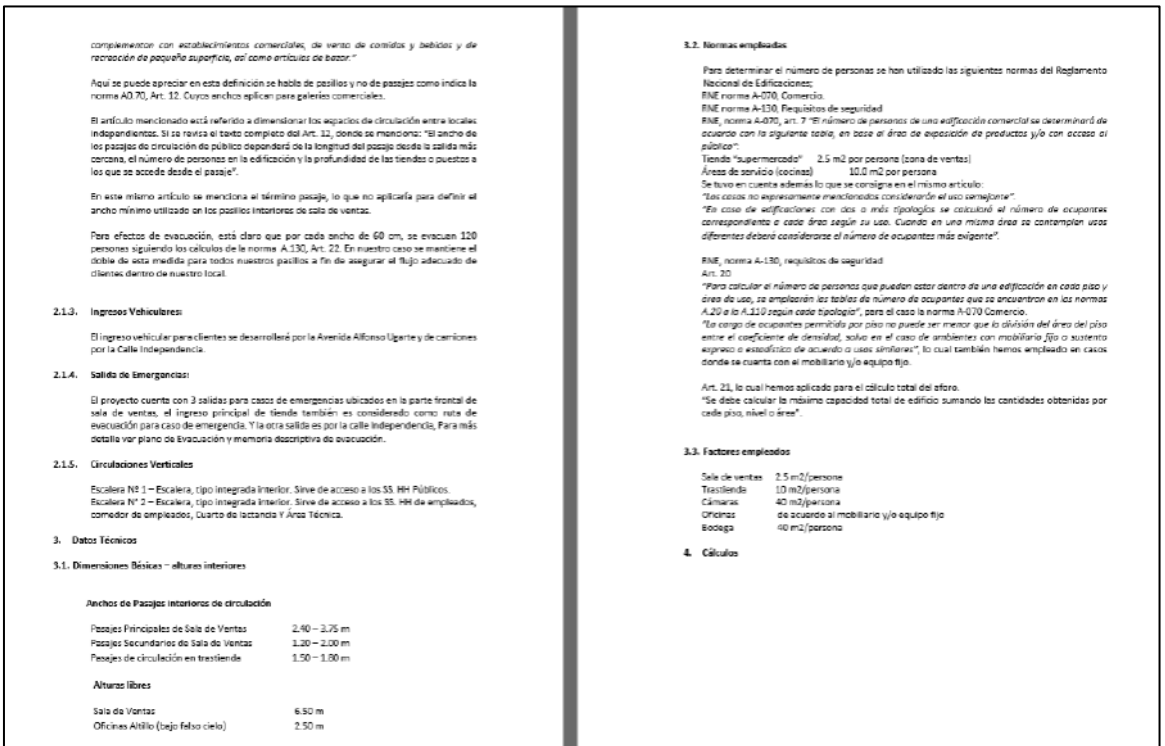 complementan con establecimientos comerciales, de venta de comidas y bebidas y de
recreación de pequeña superficie, así como artículos de bazar."
Aquí se puede apreciar en esta definición se habla de pasillos y no de pasajes como indica la
norma A0.70, Art. 12. Cuyos anchos aplican para galerías comerciales.
El artículo mencionado está referido a dimensionar los espacios de circulación entre locales
independientes. Si se revisa el texto completo del Art. 12, donde se menciona: "El ancho de
los pasajes de circulación de público dependerá de la longitud del pasaje desde la salida más
cercana, el número de personas en la edificación y la profundidad de las tiendas o puestos a
los que se accede desde el pasaje".
En este mismo artículo se menciona el término pasaje, lo que no aplicaría para definir el
ancho mínimo utilizado en los pasillos interiores de sala de ventas.
Para efectos de evacuación, está claro que por cada ancho de 60 cm, se evacuan 120
personas siguiendo los cálculos de la norma A.130, Art. 22. En nuestro caso se mantiene el
doble de esta medida para todos nuestros pasillos a fin de asegurar el flujo adecuado de
clientes dentro de nuestro local.
2.1.3. Ingresos Vehiculares:
El ingreso vehicular para clientes se desarrollará por la Avenida Alfonso Ugarte y de camiones
por la Calle Independencia.
2.1.4. Salida de Emergencias:
El proyecto cuenta con 3 salidas para casos de emergencias ubicados en la parte frontal de
sala de ventas, el ingreso principal de tienda también es considerado como ruta de
evacuación para caso de emergencia. Y la otra salida es por la calle Independencia, Para más
detalle ver plano de Evacuación y memoria descriptiva de evacuación.
2.1.5. Circulaciones Verticales
Escalera Nº 1 – Escalera, tipo integrada interior. Sirve de acceso a los SS. HH Públicos.
Escalera N° 2 – Escalera, tipo integrada interior. Sirve de acceso a los SS. HH de empleados,
comedor de empleados, Cuarto de lactancia Y Área Técnica.
3. Datos Técnicos
3.1. Dimensiones Básicas – alturas interiores
Anchos de Pasajes interiores de circulación
Pasajes Principales de Sala de Ventas 2.40 – 3.75 m
Pasajes Secundarios de Sala de Ventas 1.20 – 2.00 m
Pasajes de circulación en trastienda 1.50 – 1.80 m
Alturas libres
Sala de Ventas 6.50 m
Oficinas Altillo (bajo falso cielo) 2.50 m
3.2. Normas empleadas
Para determinar el número de personas se han utilizado las siguientes normas del Reglamento
Nacional de Edificaciones;
RNE norma A-070, Comercio.
RNE norma A-130, Requisitos de seguridad
RNE, norma A-070, art. 7 "El número de personas de una edificación comercial se determinará de
acuerdo con la siguiente tabla, en base al área de exposición de productos y/o con acceso al
público":
Tienda "supermercado" 2.5 m2 por persona (zona de ventas)
Áreas de servicio (cocinas) 10.0 m2 por persona
Se tuvo en cuenta además lo que se consigna en el mismo artículo:
"Los casos no expresamente mencionados considerarán el uso semejante".
"En caso de edificaciones con dos o más tipologías se calculará el número de ocupantes
correspondiente a cada área según su uso. Cuando en una misma área se contemplen usos
diferentes deberá considerarse el número de ocupantes más exigente".
RNE, norma A-130, requisitos de seguridad
Art. 20
"Para calcular el número de personas que pueden estar dentro de una edificación en cada piso y
área de uso, se emplearán las tablas de número de ocupantes que se encuentran en las normas
A.20 a la A.110 según cada tipología", para el caso la norma A-070 Comercio.
"La carga de ocupantes permitida por piso no puede ser menor que la división del área del piso
entre el coeficiente de densidad, salvo en el caso de ambientes con mobiliario fijo o sustento
expreso o estadístico de acuerdo a usos similares", lo cual también hemos empleado en casos
donde se cuenta con el mobiliario y/o equipo fijo.
Art. 21, lo cual hemos aplicado para el cálculo total del aforo.
"Se debe calcular la máxima capacidad total de edificio sumando las cantidades obtenidas por
cada piso, nivel o área".
3.3. Factores empleados
Sala de ventas 2.5 m2/persona
Trastienda 10 m2/persona
Cámaras 40 m2/persona
Oficinas de acuerdo al mobiliario y/o equipo fijo
Bodega 40 m2/persona
4. Cálculos